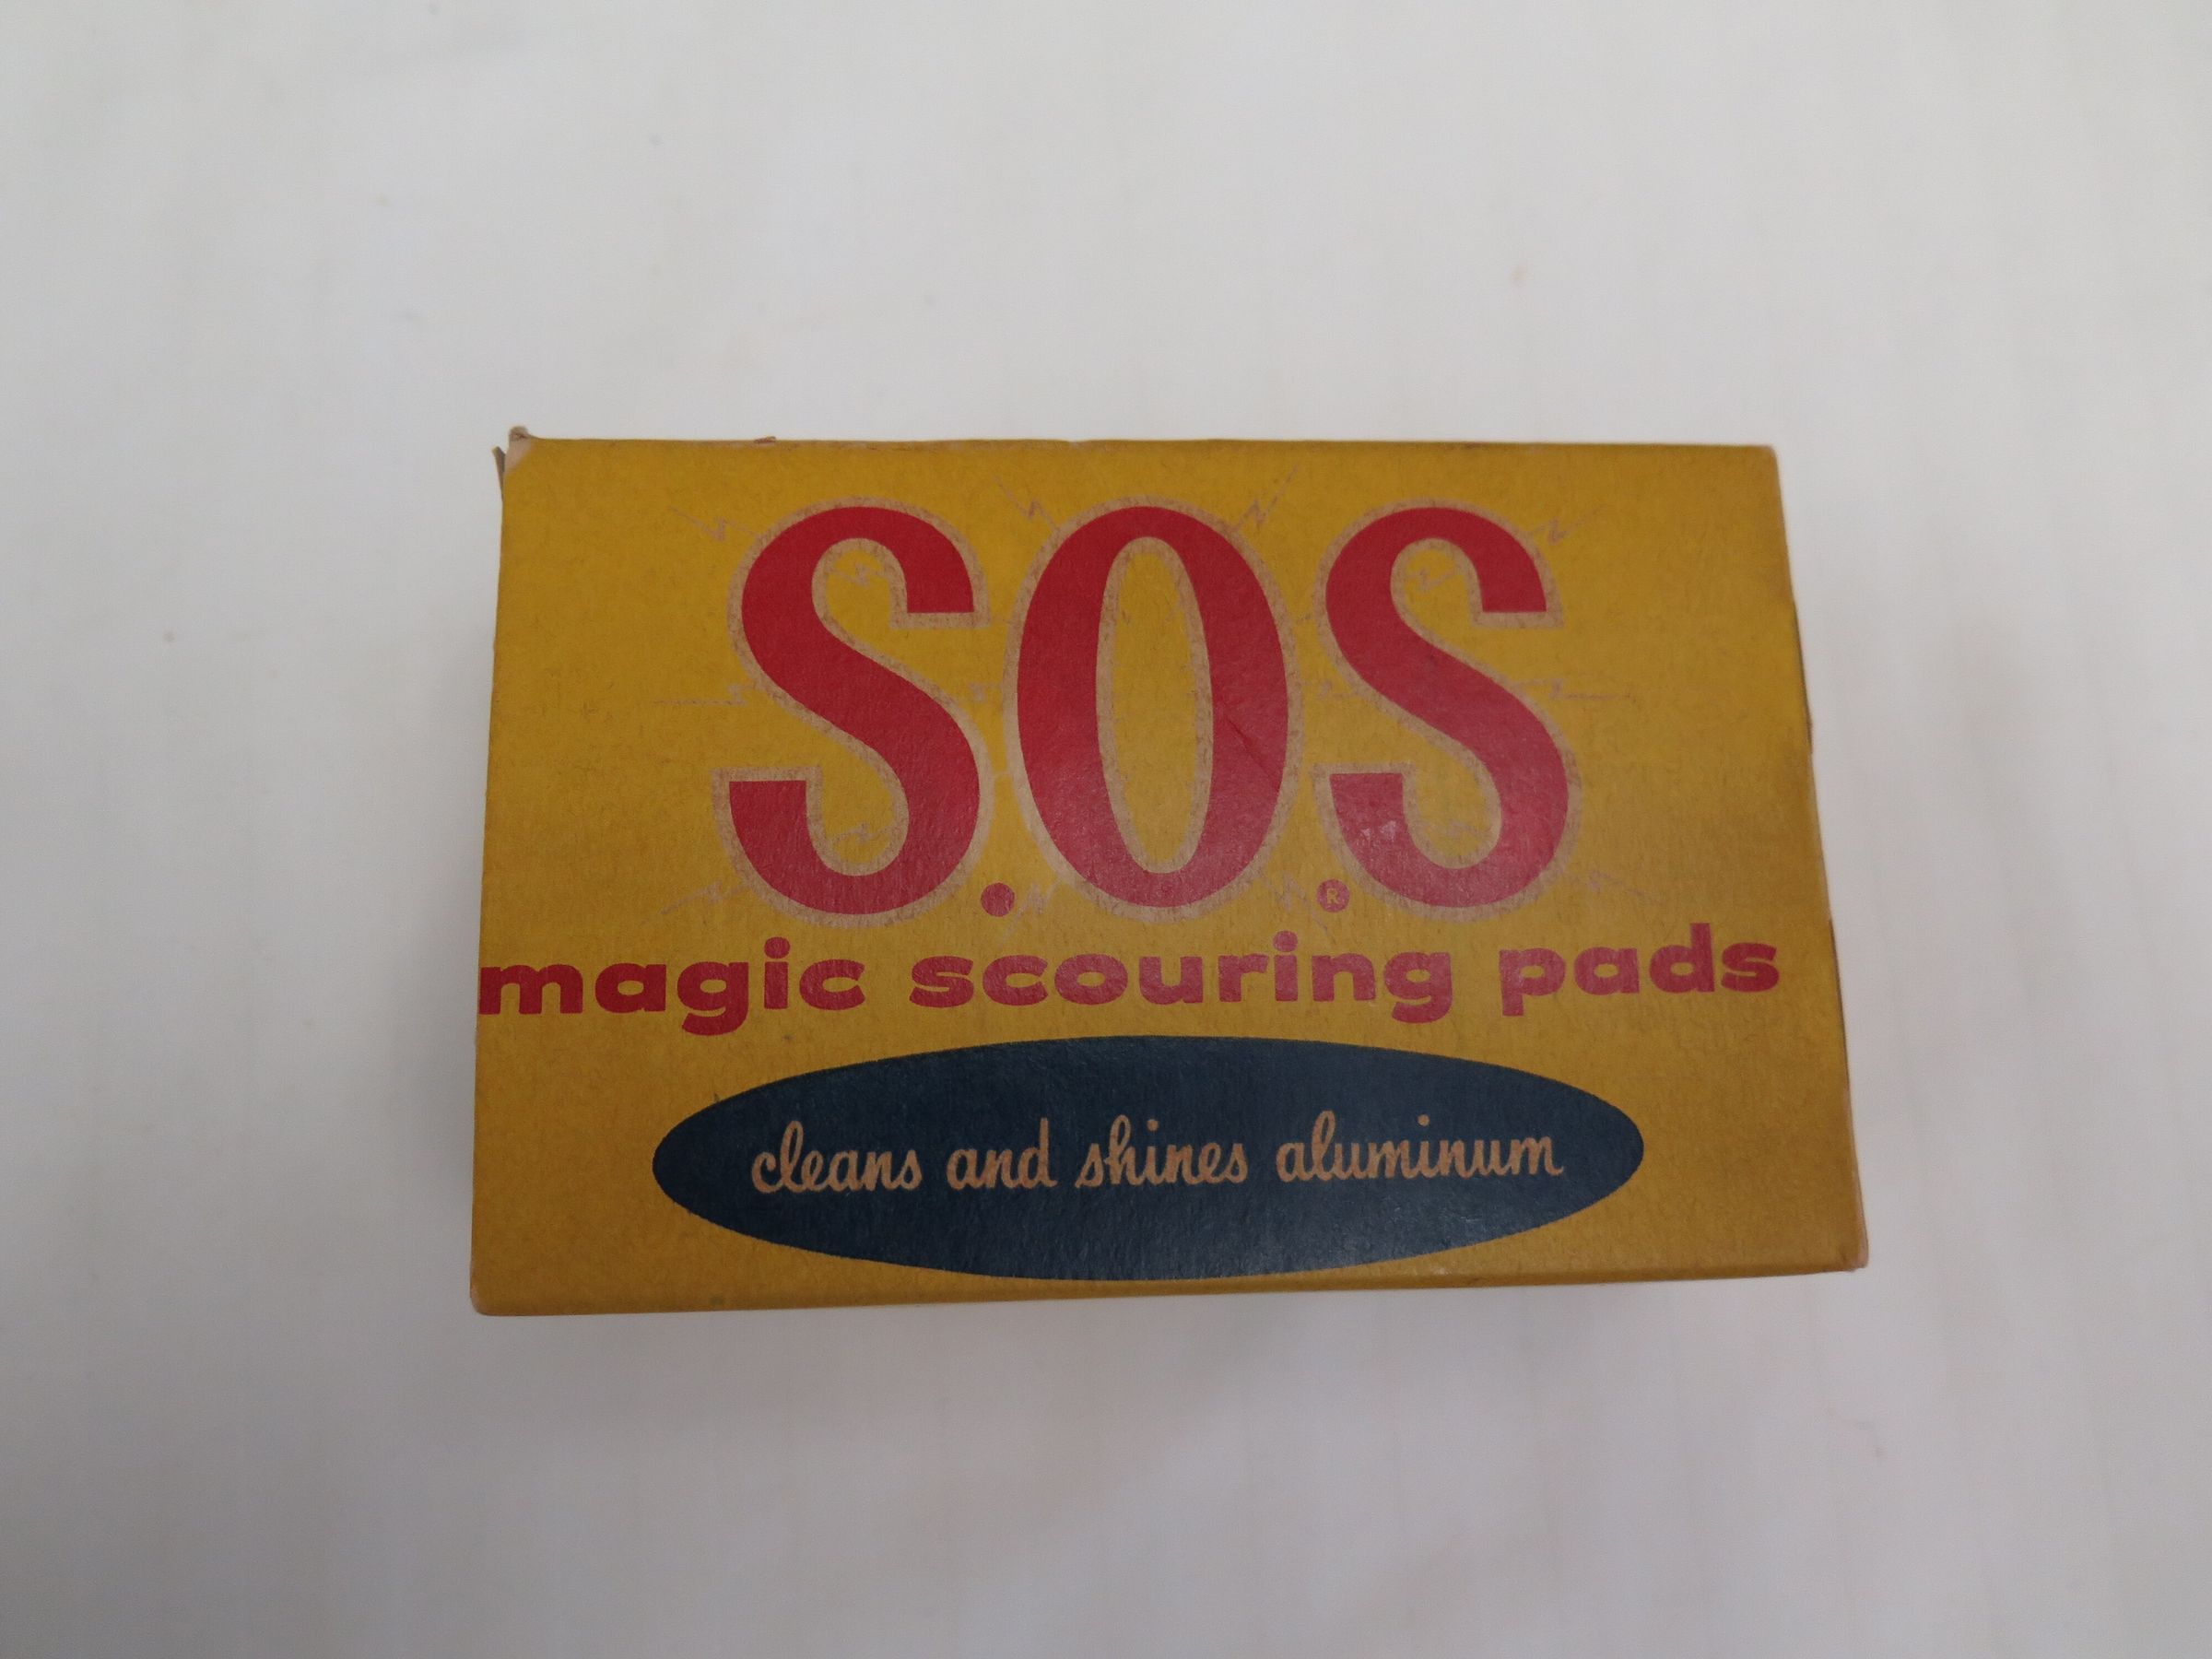 S.O.S
®
magic scouring pads
cleans and shines aluminum